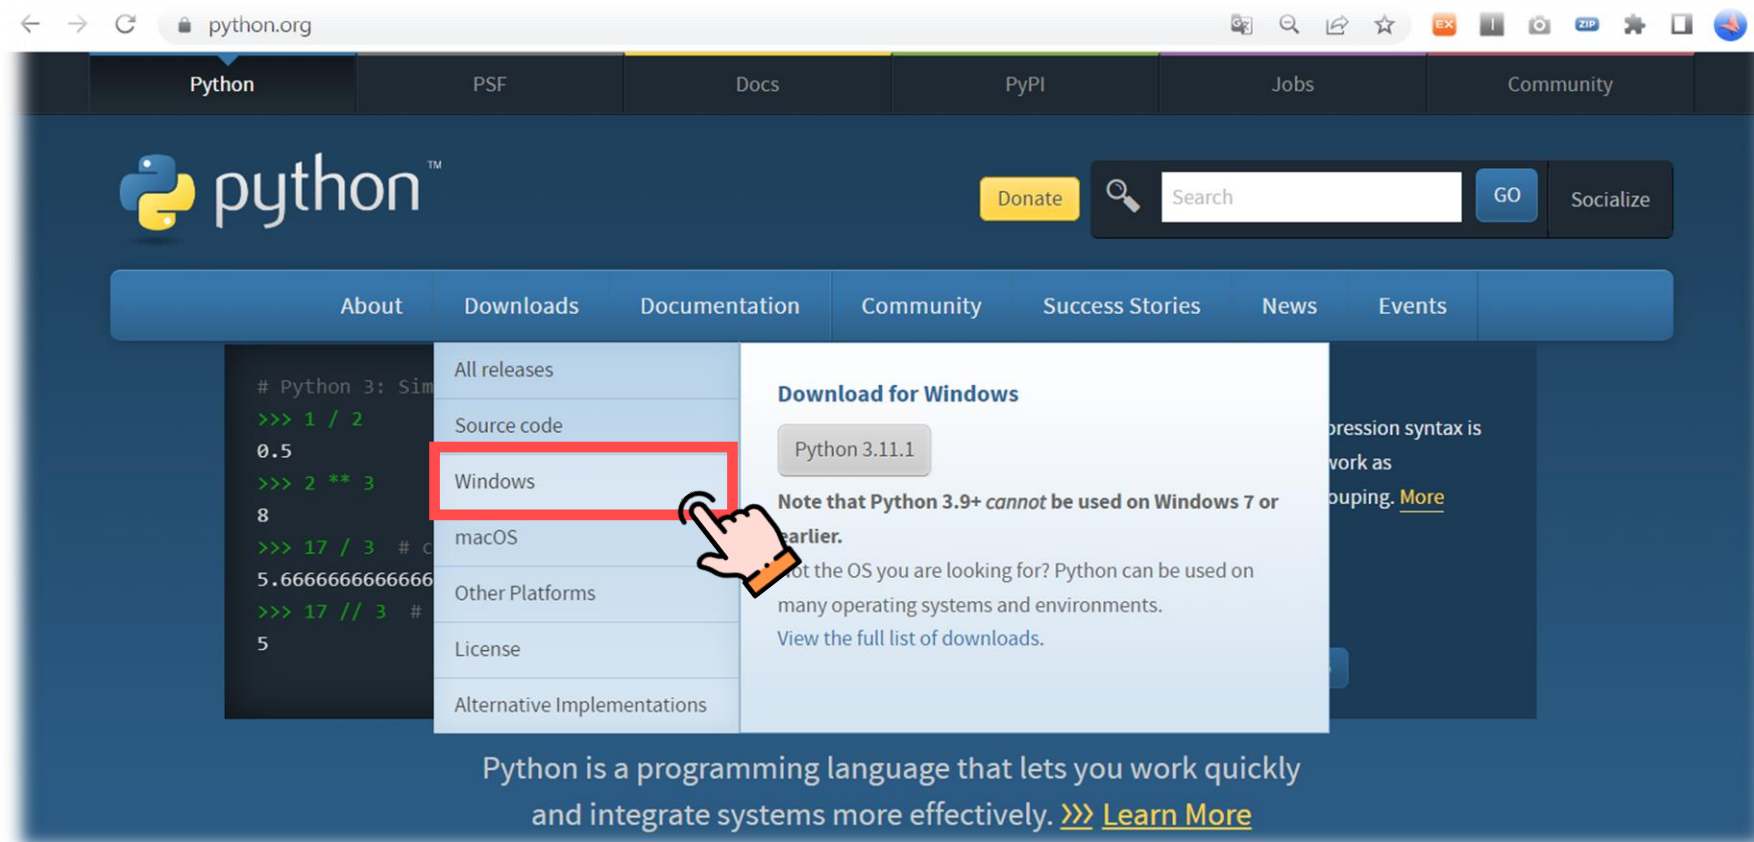 python.org
Python
PSF
Docs
PyPI
Jobs
Community
python™
Donate
Search
GO
Socialize
About
Downloads
Documentation
Community
Success Stories
News
Events
# Python 3: Sim
>>> 1 / 2
0.5
>>> 2 ** 3
8
>>> 17 / 3 # c
5.6666666666666
>>> 17 // 3 #
5
All releases
Source code
Windows
macOS
Other Platforms
License
Alternative Implementations
Download for Windows
Python 3.11.1
Note that Python 3.9+ cannot be used on Windows 7 or
earlier.
Not the OS you are looking for? Python can be used on
many operating systems and environments.
View the full list of downloads.
pression syntax is
work as
ouping. More
Python is a programming language that lets you work quickly
and integrate systems more effectively. >>> Learn More
EX
I
ZIP